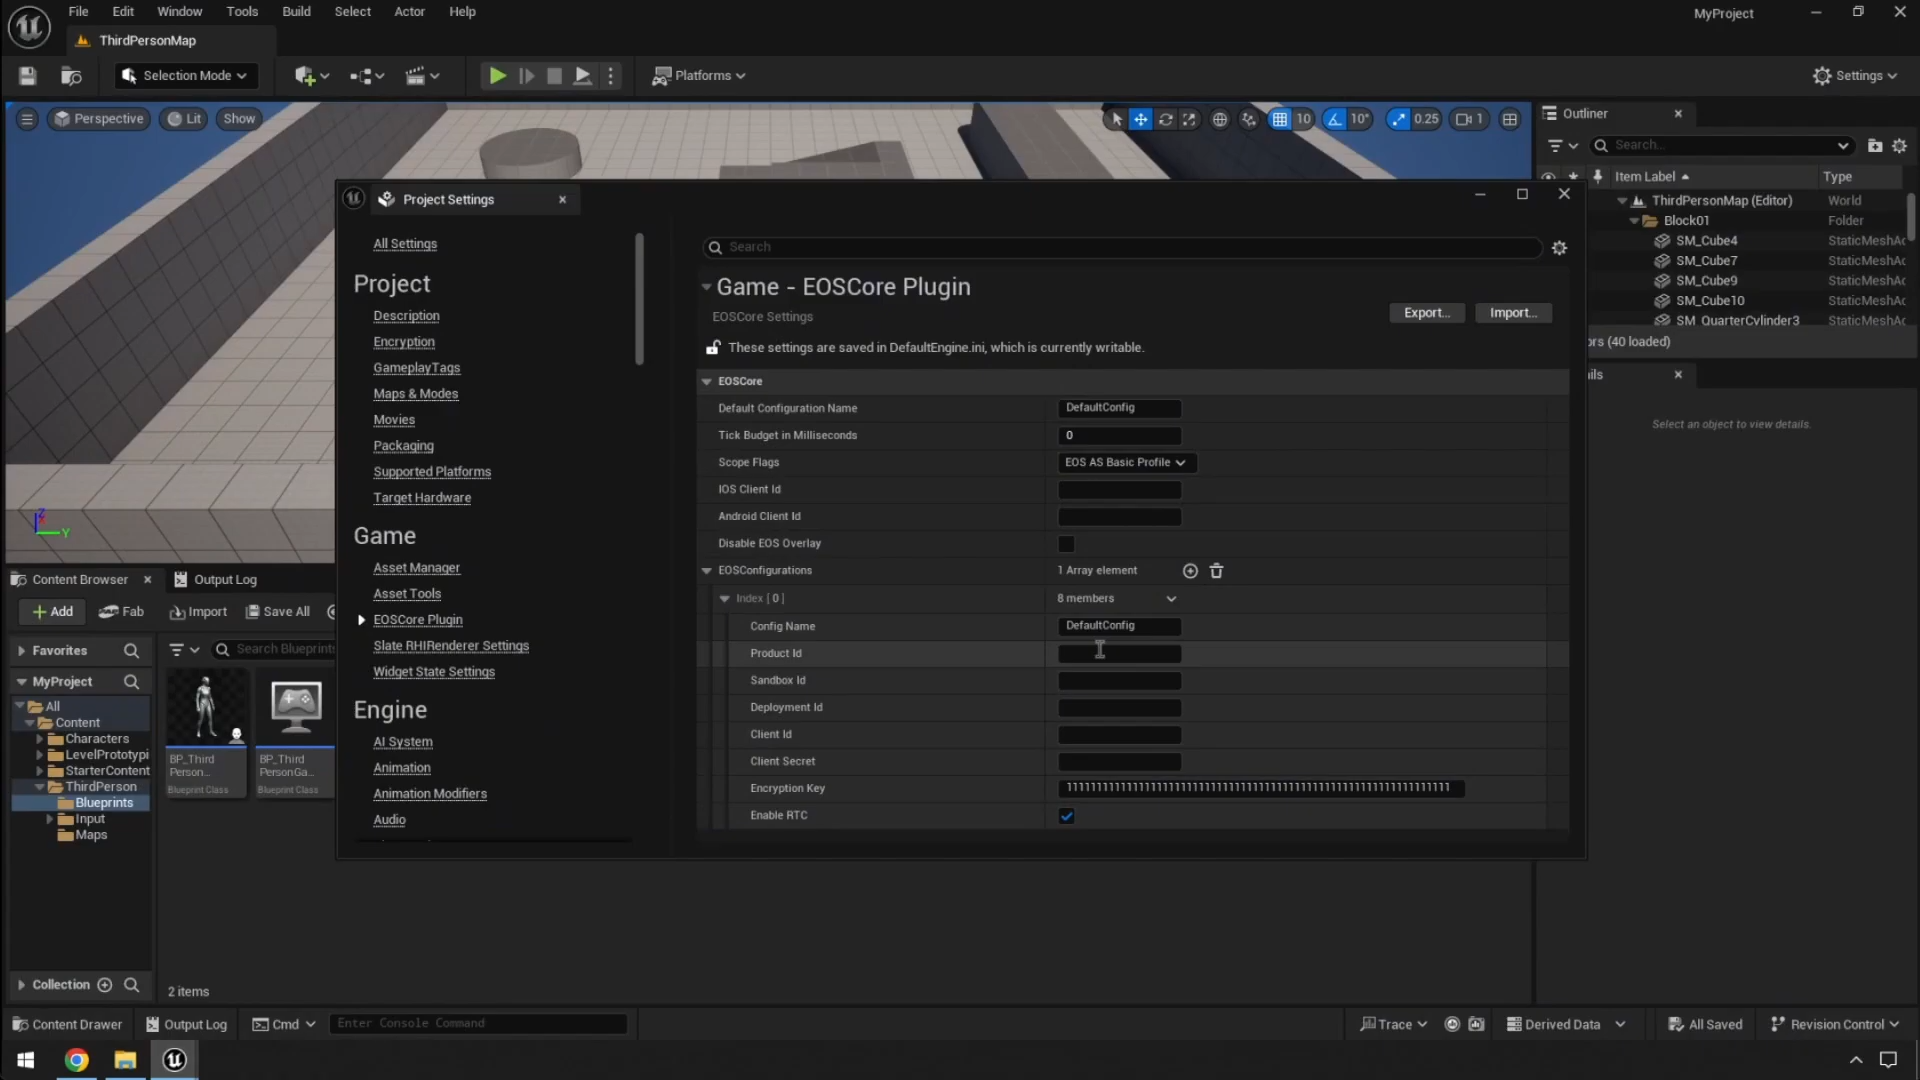 File Edit Window Tools Build Select Actor Help
MyProject
ThirdPersonMap
Selection Mode
Platforms
Settings
Perspective Lit Show
10 10° 0.25 1
Outliner
Search...
Item Label Type
ThirdPersonMap (Editor) World
Block01 Folder
SM_Cube4 StaticMeshAc
SM_Cube7 StaticMeshAc
SM_Cube9 StaticMeshAc
SM_Cube10 StaticMeshAc
SM_QuarterCylinder3 StaticMeshAc
ors (40 loaded)
ils
Select an object to view details.
Project Settings
All Settings
Project
Description
Encryption
GameplayTags
Maps & Modes
Movies
Packaging
Supported Platforms
Target Hardware
Game
Asset Manager
Asset Tools
EOSCore Plugin
Slate RHIRenderer Settings
Widget State Settings
Engine
AI System
Animation
Animation Modifiers
Audio
Search
Game - EOSCore Plugin
EOSCore Settings
Export... Import...
These settings are saved in DefaultEngine.ini, which is currently writable.
EOSCore
Default Configuration Name DefaultConfig
Tick Budget in Milliseconds 0
Scope Flags EOS AS Basic Profile
IOS Client Id
Android Client Id
Disable EOS Overlay
EOSConfigurations 1 Array element
Index [ 0 ] 8 members
Config Name DefaultConfig
Product Id
Sandbox Id
Deployment Id
Client Id
Client Secret
Encryption Key
Enable RTC
Z
Y
Content Browser Output Log
Add Fab Import Save All
Favorites
Search Blueprints
MyProject
All
Content
Characters
LevelPrototypi
StarterContent
ThirdPerson
Blueprints
Input
Maps
BP_Third
Person...
Blueprint Class
BP_Third
PersonGa...
Blueprint Class
Collection
2 items
Content Drawer Output Log Cmd Enter Console Command
Trace Derived Data All Saved Revision Control